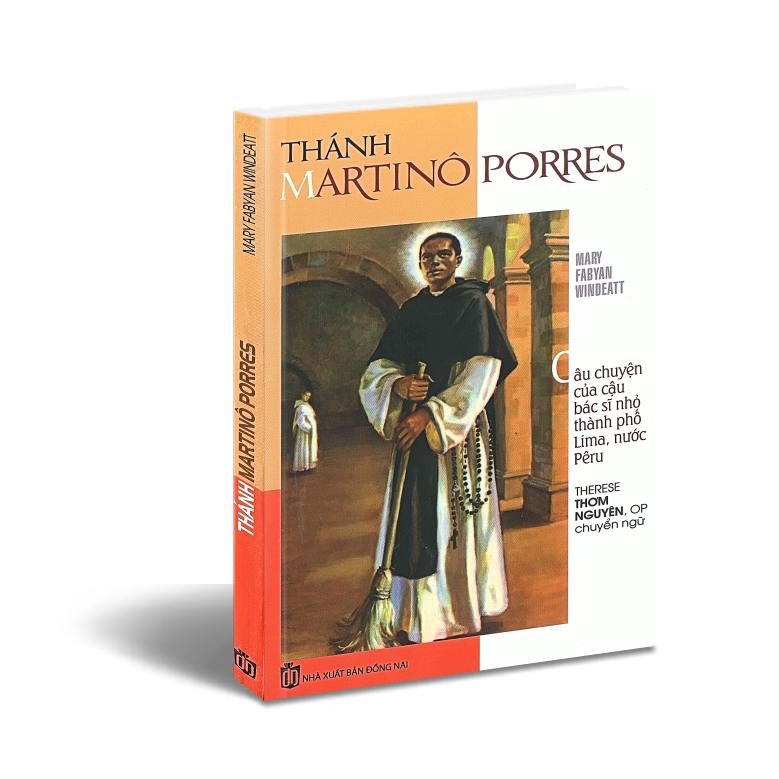 THÁNH
MARTINÔ PORRES
MARY
FABYAN
WINDEATT
Câu chuyện
của cậu
bác sĩ nhỏ
thành phố
Lima, nước
Pêru
THERESE
THƠM
NGUYÊN, OP
chuyển ngữ
NHÀ XUẤT BẢN ĐỒNG NAI
MARY FABYAN WINDEATT
THÁNH MARTINÔ PORRES